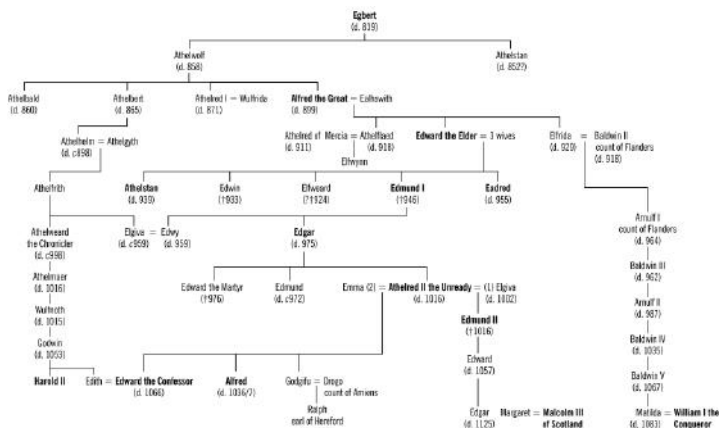 Egbert
(d. 839)
Athelwolf
(d. 858)
Athelstan
(d. 852?)
Athelbald
(d. 860)
Athelbert
(d. 865)
Athelred I = Wulfrida
(d. 871)
Alfred the Great = Ealhswith
(d. 899)
Athelhelm = Athelgyth
(d. c898)
Athelred of Mercia = Athelflaed
(d. 911) (d. 918)
Elfwynn
Edward the Elder = 3 wives
Elfrida = Baldwin II
(d. 929) count of Flanders
(d. 918)
Athelfrith
Athelstan
(d. 939)
Edwin
(†933)
Elfweard
(?†924)
Edmund I
(†946)
Eadred
(d. 955)
Athelweard
the Chronicler
(d. c998)
Elgiva = Edwy
(d. c959) (d. 959)
Edgar
(d. 975)
Arnulf I
count of Flanders
(d. 964)
Athelmaer
(d. 1016)
Baldwin III
(d. 962)
Edward the Martyr
(†976)
Edmund
(d. c972)
Emma (2) = Athelred II the Unready = (1) Elgiva
(d. 1016) (d. 1002)
Wulfnoth
(d. 1015)
Arnulf II
(d. 987)
Edmund II
(†1016)
Godwin
(d. 1053)
Baldwin IV
(d. 1035)
Edward
(d. 1057)
Harold II
Edith = Edward the Confessor
(d. 1066)
Alfred
(d. 1036/7)
Godgifu = Drogo
count of Amiens
Baldwin V
(d. 1067)
Ralph
earl of Hereford
Edgar
(d. 1125)
Margaret = Malcolm III
of Scotland
Matilda = William I the
(d. 1083) Conqueror